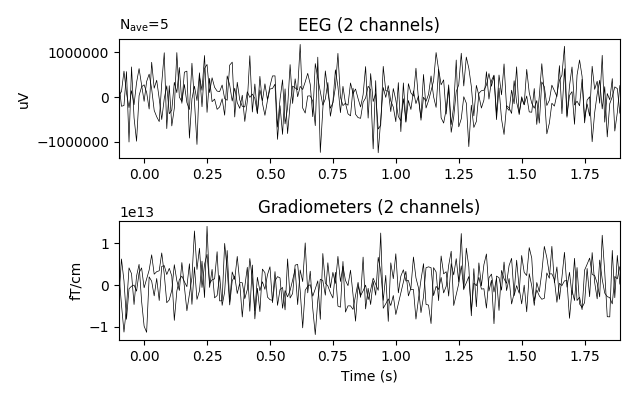 N_ave=5
EEG (2 channels)
uV
1000000
0
−1000000
0.00 0.25 0.50 0.75 1.00 1.25 1.50 1.75
1e13
Gradiometers (2 channels)
fT/cm
1
0
−1
0.00 0.25 0.50 0.75 1.00 1.25 1.50 1.75
Time (s)